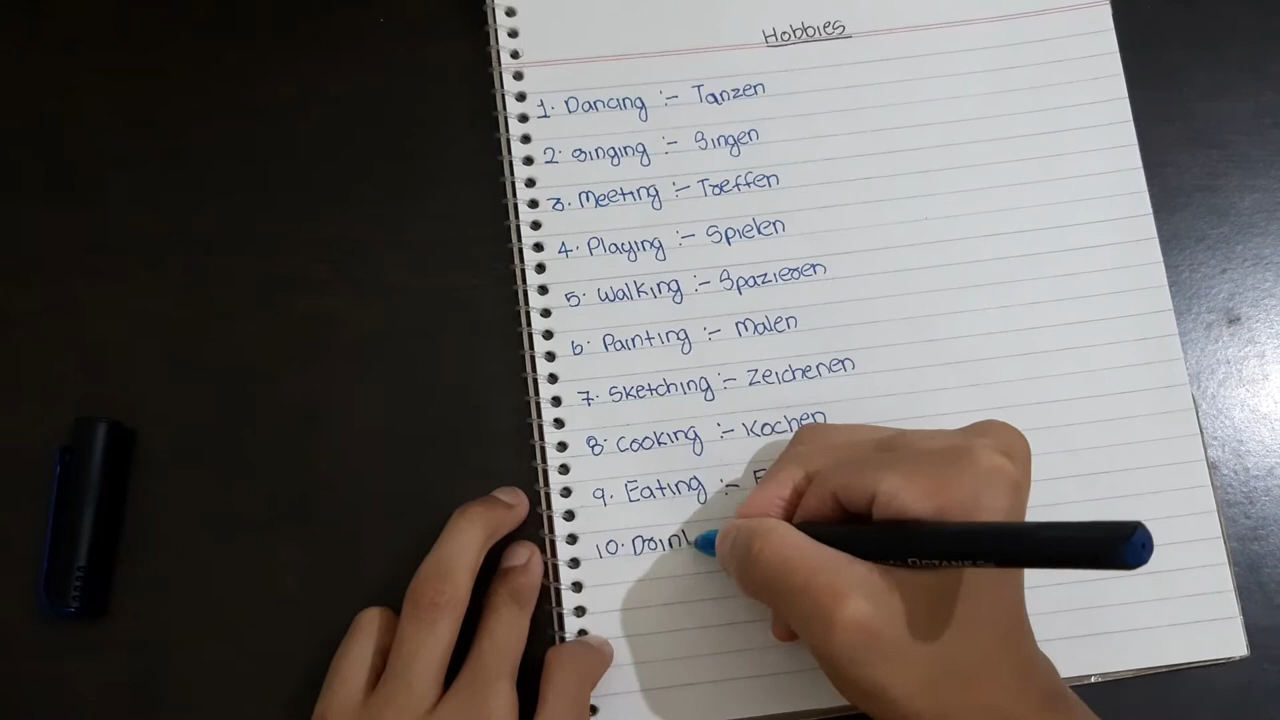 Hobbies
1. Dancing :- Tanzen
2. Singing :- Singen
3. Meeting :- Treffen
4. Playing :- Spielen
5. Walking :- Spazieren
6. Painting :- Malen
7. Sketching :- Zeichenen
8. Cooking :- Kochen
9. Eating :-
10.